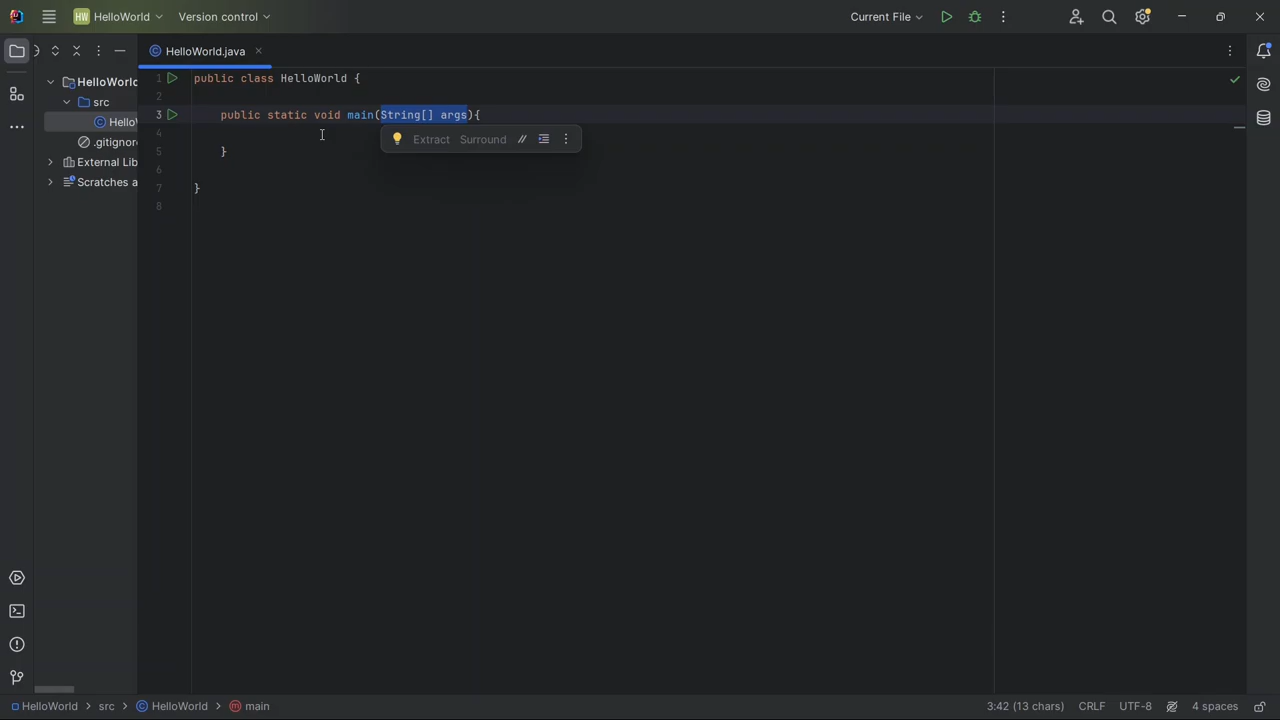 HW HelloWorld Version control Current File
HelloWorld.java
HelloWorld
src
Hello
.gitignore
External Lib
Scratches a
1 public class HelloWorld {
2
3 public static void main(String[] args){
4
Extract Surround //
5 }
6
7 }
8
HelloWorld > src > HelloWorld > main 3:42 (13 chars) CRLF UTF-8 4 spaces